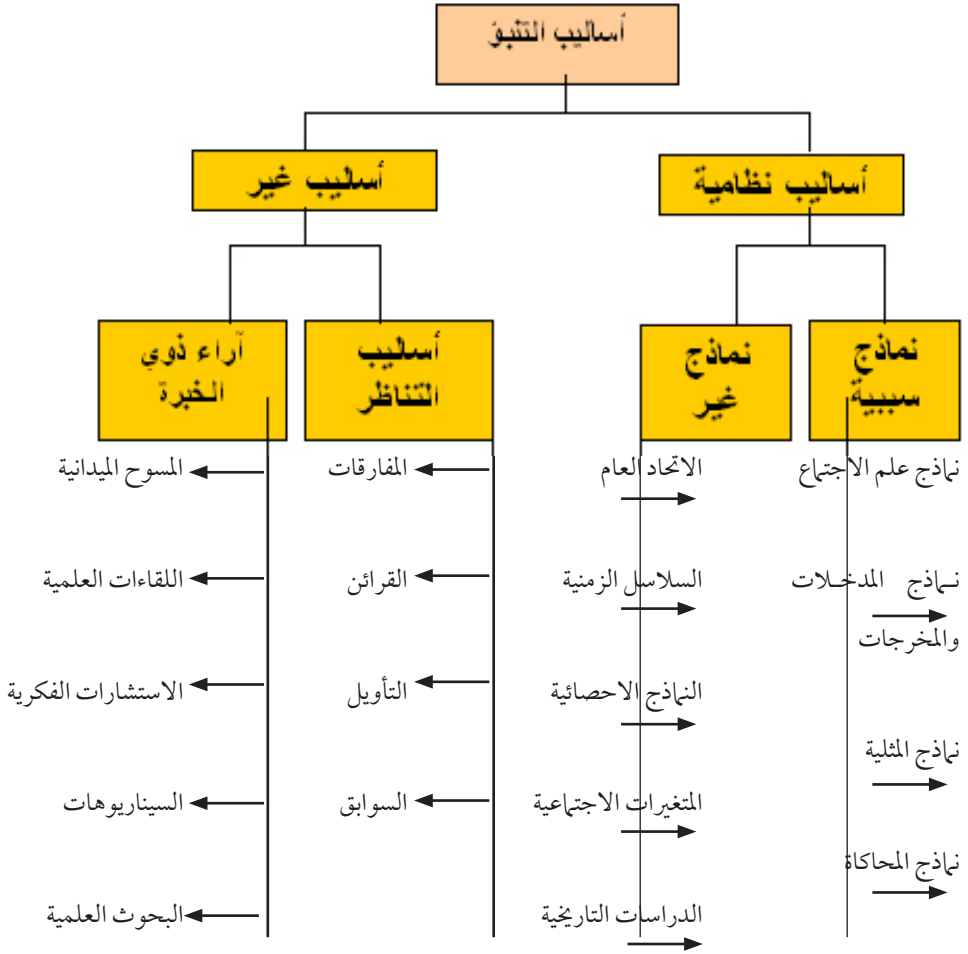 أساليب التنبؤ
أساليب نظامية
أساليب غير
نماذج
سببية
نماذج
غير
أساليب
التناظر
آراء ذوي
الخبرة
نماذج علم الاجتماع
نماذج المدخلات
والمخرجات
نماذج المثلية
نماذج المحاكاة
الاتحاد العام
السلاسل الزمنية
النماذج الاحصائية
المتغيرات الاجتماعية
الدراسات التاريخية
المفارقات
القرائن
التأويل
السوابق
المسوح الميدانية
اللقاءات العلمية
الاستشارات الفكرية
السيناريوهات
البحوث العلمية